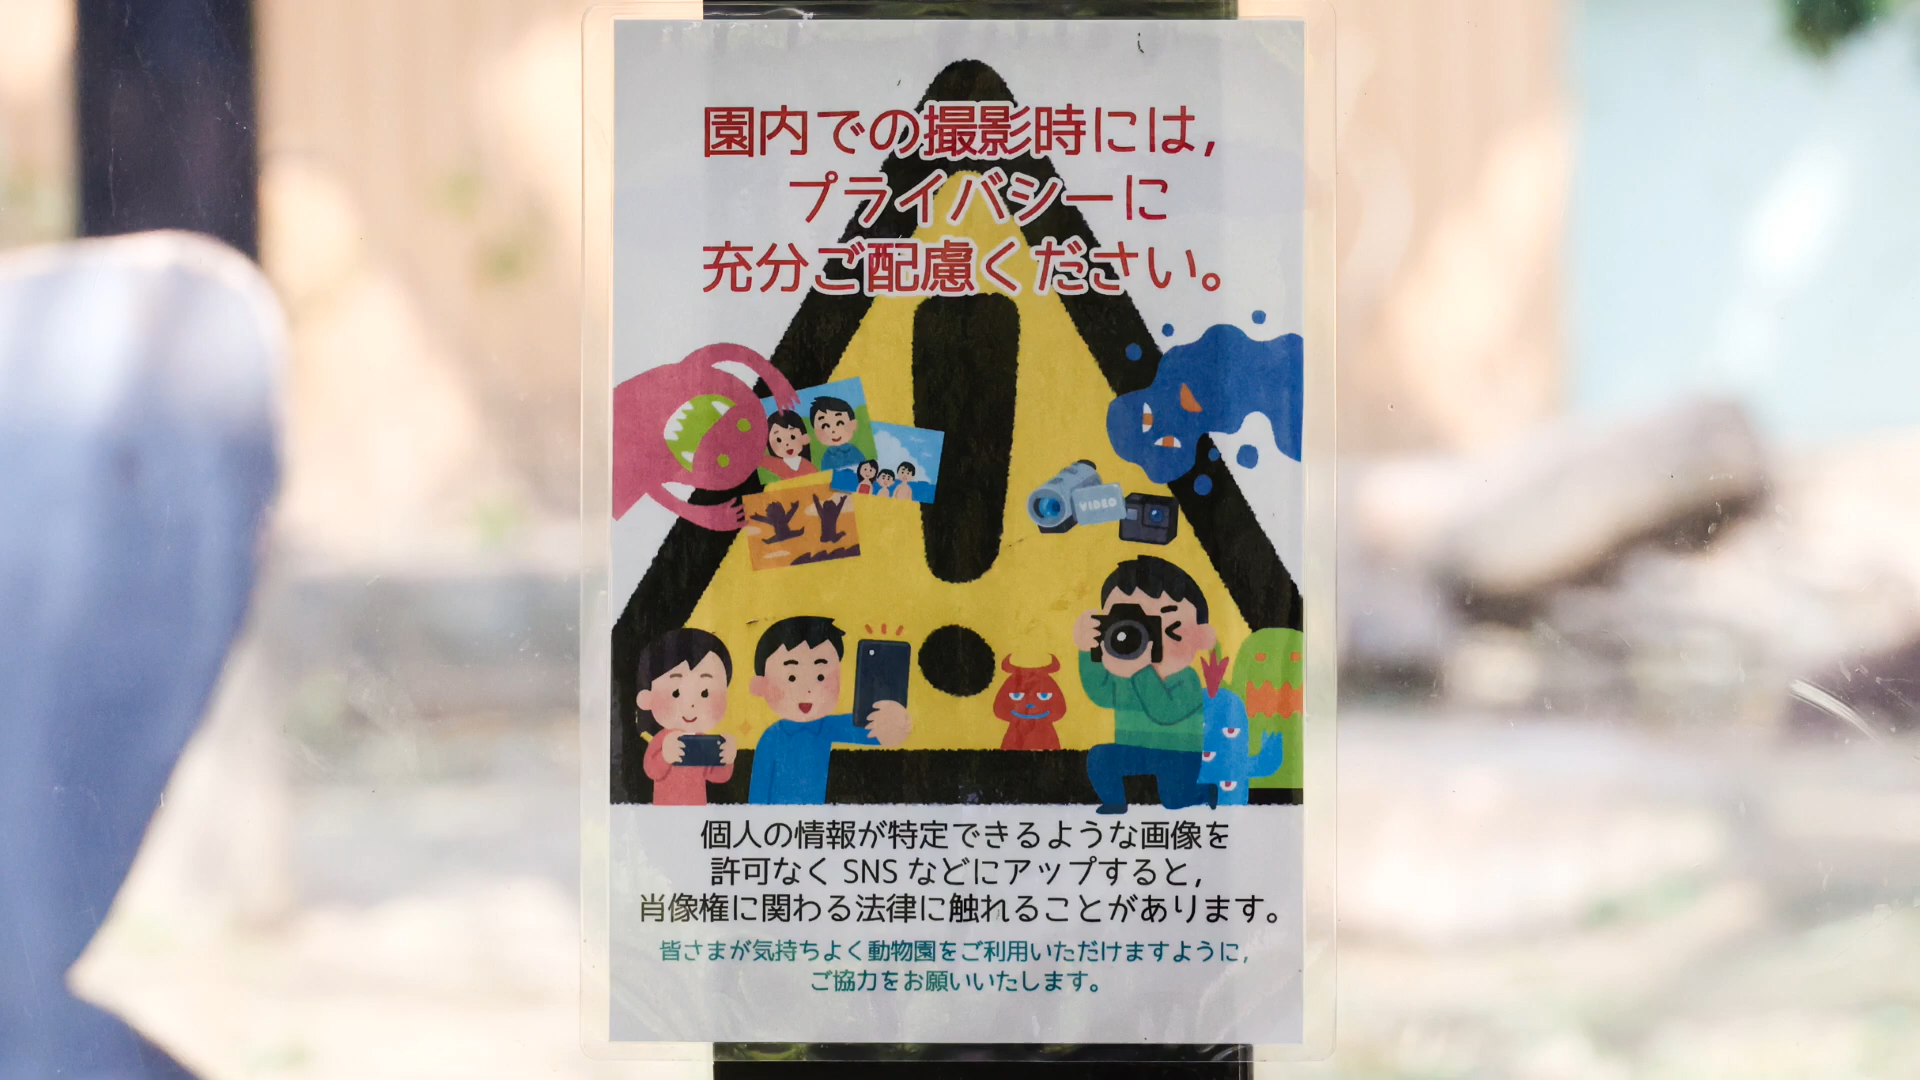 園内での撮影時には,
プライバシーに
充分ご配慮ください。
VIDEO
個人の情報が特定できるような画像を
許可なく SNS などにアップすると,
肖像権に関わる法律に触れることがあります。
皆さまが気持ちよく動物園をご利用いただけますように,
ご協力をお願いいたします。